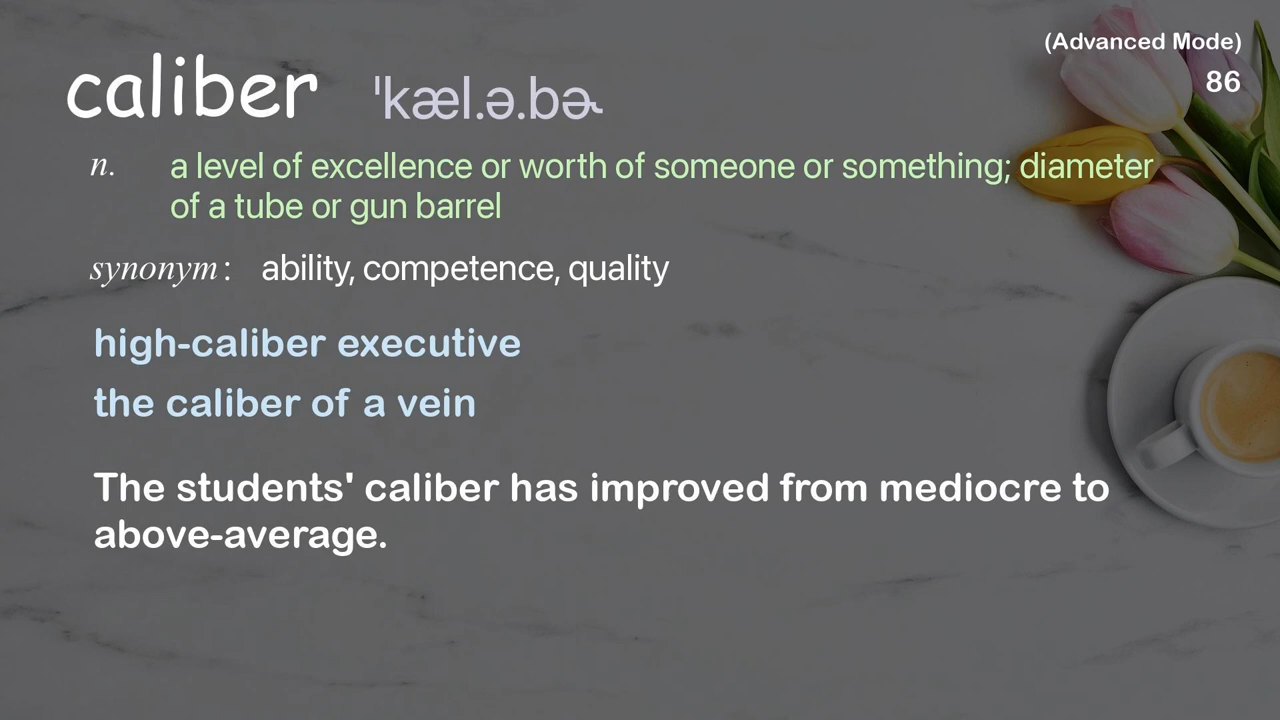 (Advanced Mode)
86
caliber ˈkæl.ə.bɚ
n. a level of excellence or worth of someone or something; diameter
of a tube or gun barrel
synonym: ability, competence, quality
high-caliber executive
the caliber of a vein
The students' caliber has improved from mediocre to
above-average.